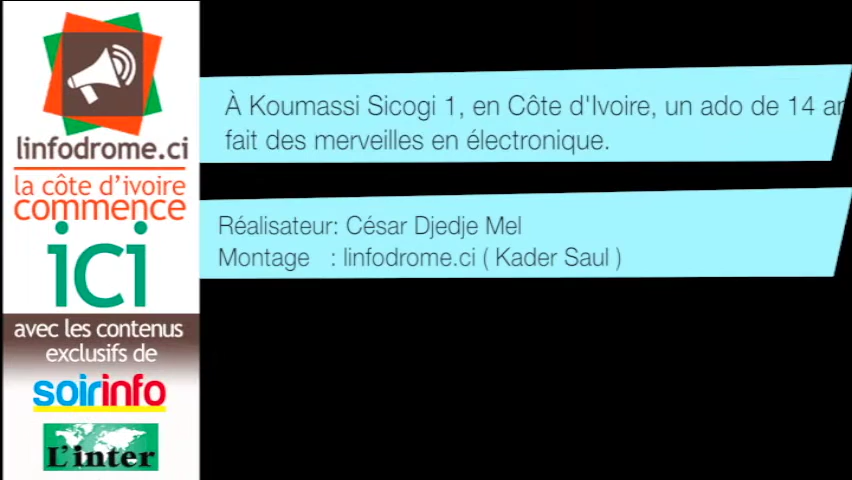 linfodrome.ci
la côte d'ivoire
commence
ici
avec les contenus
exclusifs de
soirinfo
L'inter
À Koumassi Sicogi 1, en Côte d'Ivoire, un ado de 14
fait des merveilles en électronique.
Réalisateur: César Djedje Mel
Montage : linfodrome.ci ( Kader Saul )